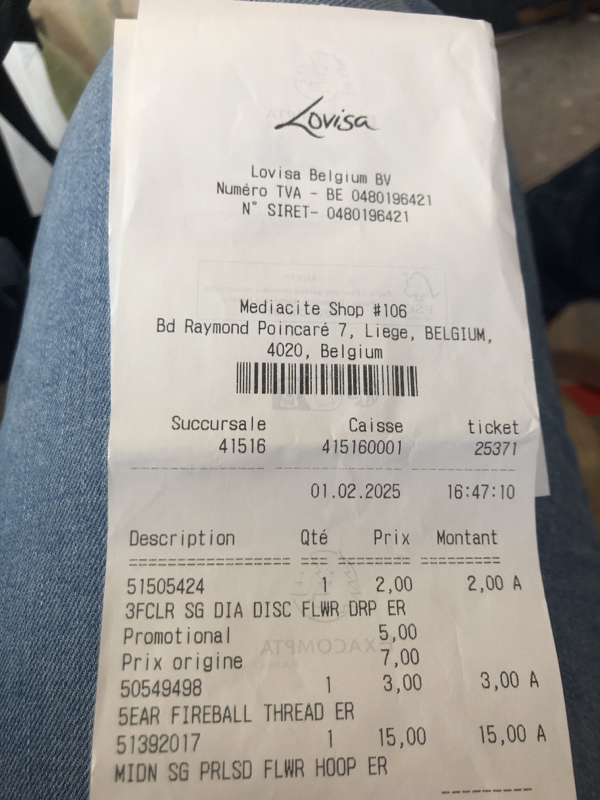 Lovisa
Lovisa Belgium BV
Numéro TVA - BE 0480196421
N° SIRET- 0480196421
Mediacite Shop #106
Bd Raymond Poincaré 7, Liege, BELGIUM,
4020, Belgium
Succursale Caisse ticket
41516 415160001 25371
01.02.2025 16:47:10
Description Qté Prix Montant
51505424 1 2,00 2,00 A
3FCLR SG DIA DISC FLWR DRP ER
Promotional 5,00
Prix origine 7,00
50549498 1 3,00 3,00 A
5EAR FIREBALL THREAD ER
51392017 1 15,00 15,00 A
MIDN SG PRLSD FLWR HOOP ER
EXACOMPTA